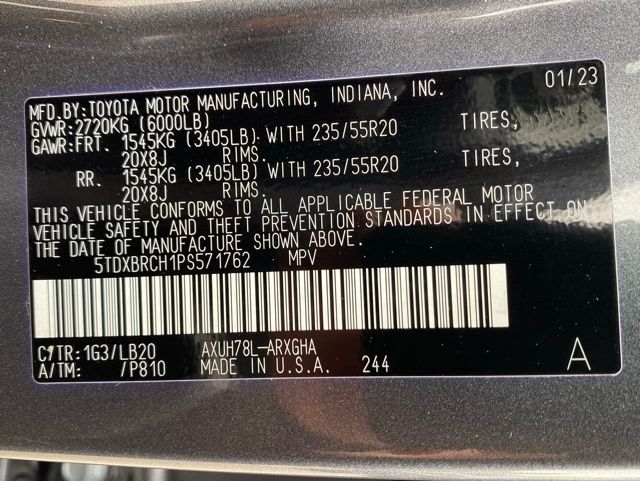 01/23
MFD.BY:TOYOTA MOTOR MANUFACTURING, INDIANA, INC.
GVWR:2720KG (6000LB)
GAWR:FRT. 1545KG (3405LB) WITH 235/55R20 TIRES,
20X8J RIMS.
RR. 1545KG (3405LB) WITH 235/55R20 TIRES,
20X8J RIMS.
THIS VEHICLE CONFORMS TO ALL APPLICABLE FEDERAL MOTOR
VEHICLE SAFETY AND THEFT PREVENTION STANDARDS IN EFFECT ON
THE DATE OF MANUFACTURE SHOWN ABOVE.
5TDXBRCH1PS571762 MPV
C/TR: 1G3/LB20 AXUH78L-ARXGHA
A/TM: /P810 MADE IN U.S.A. 244 A